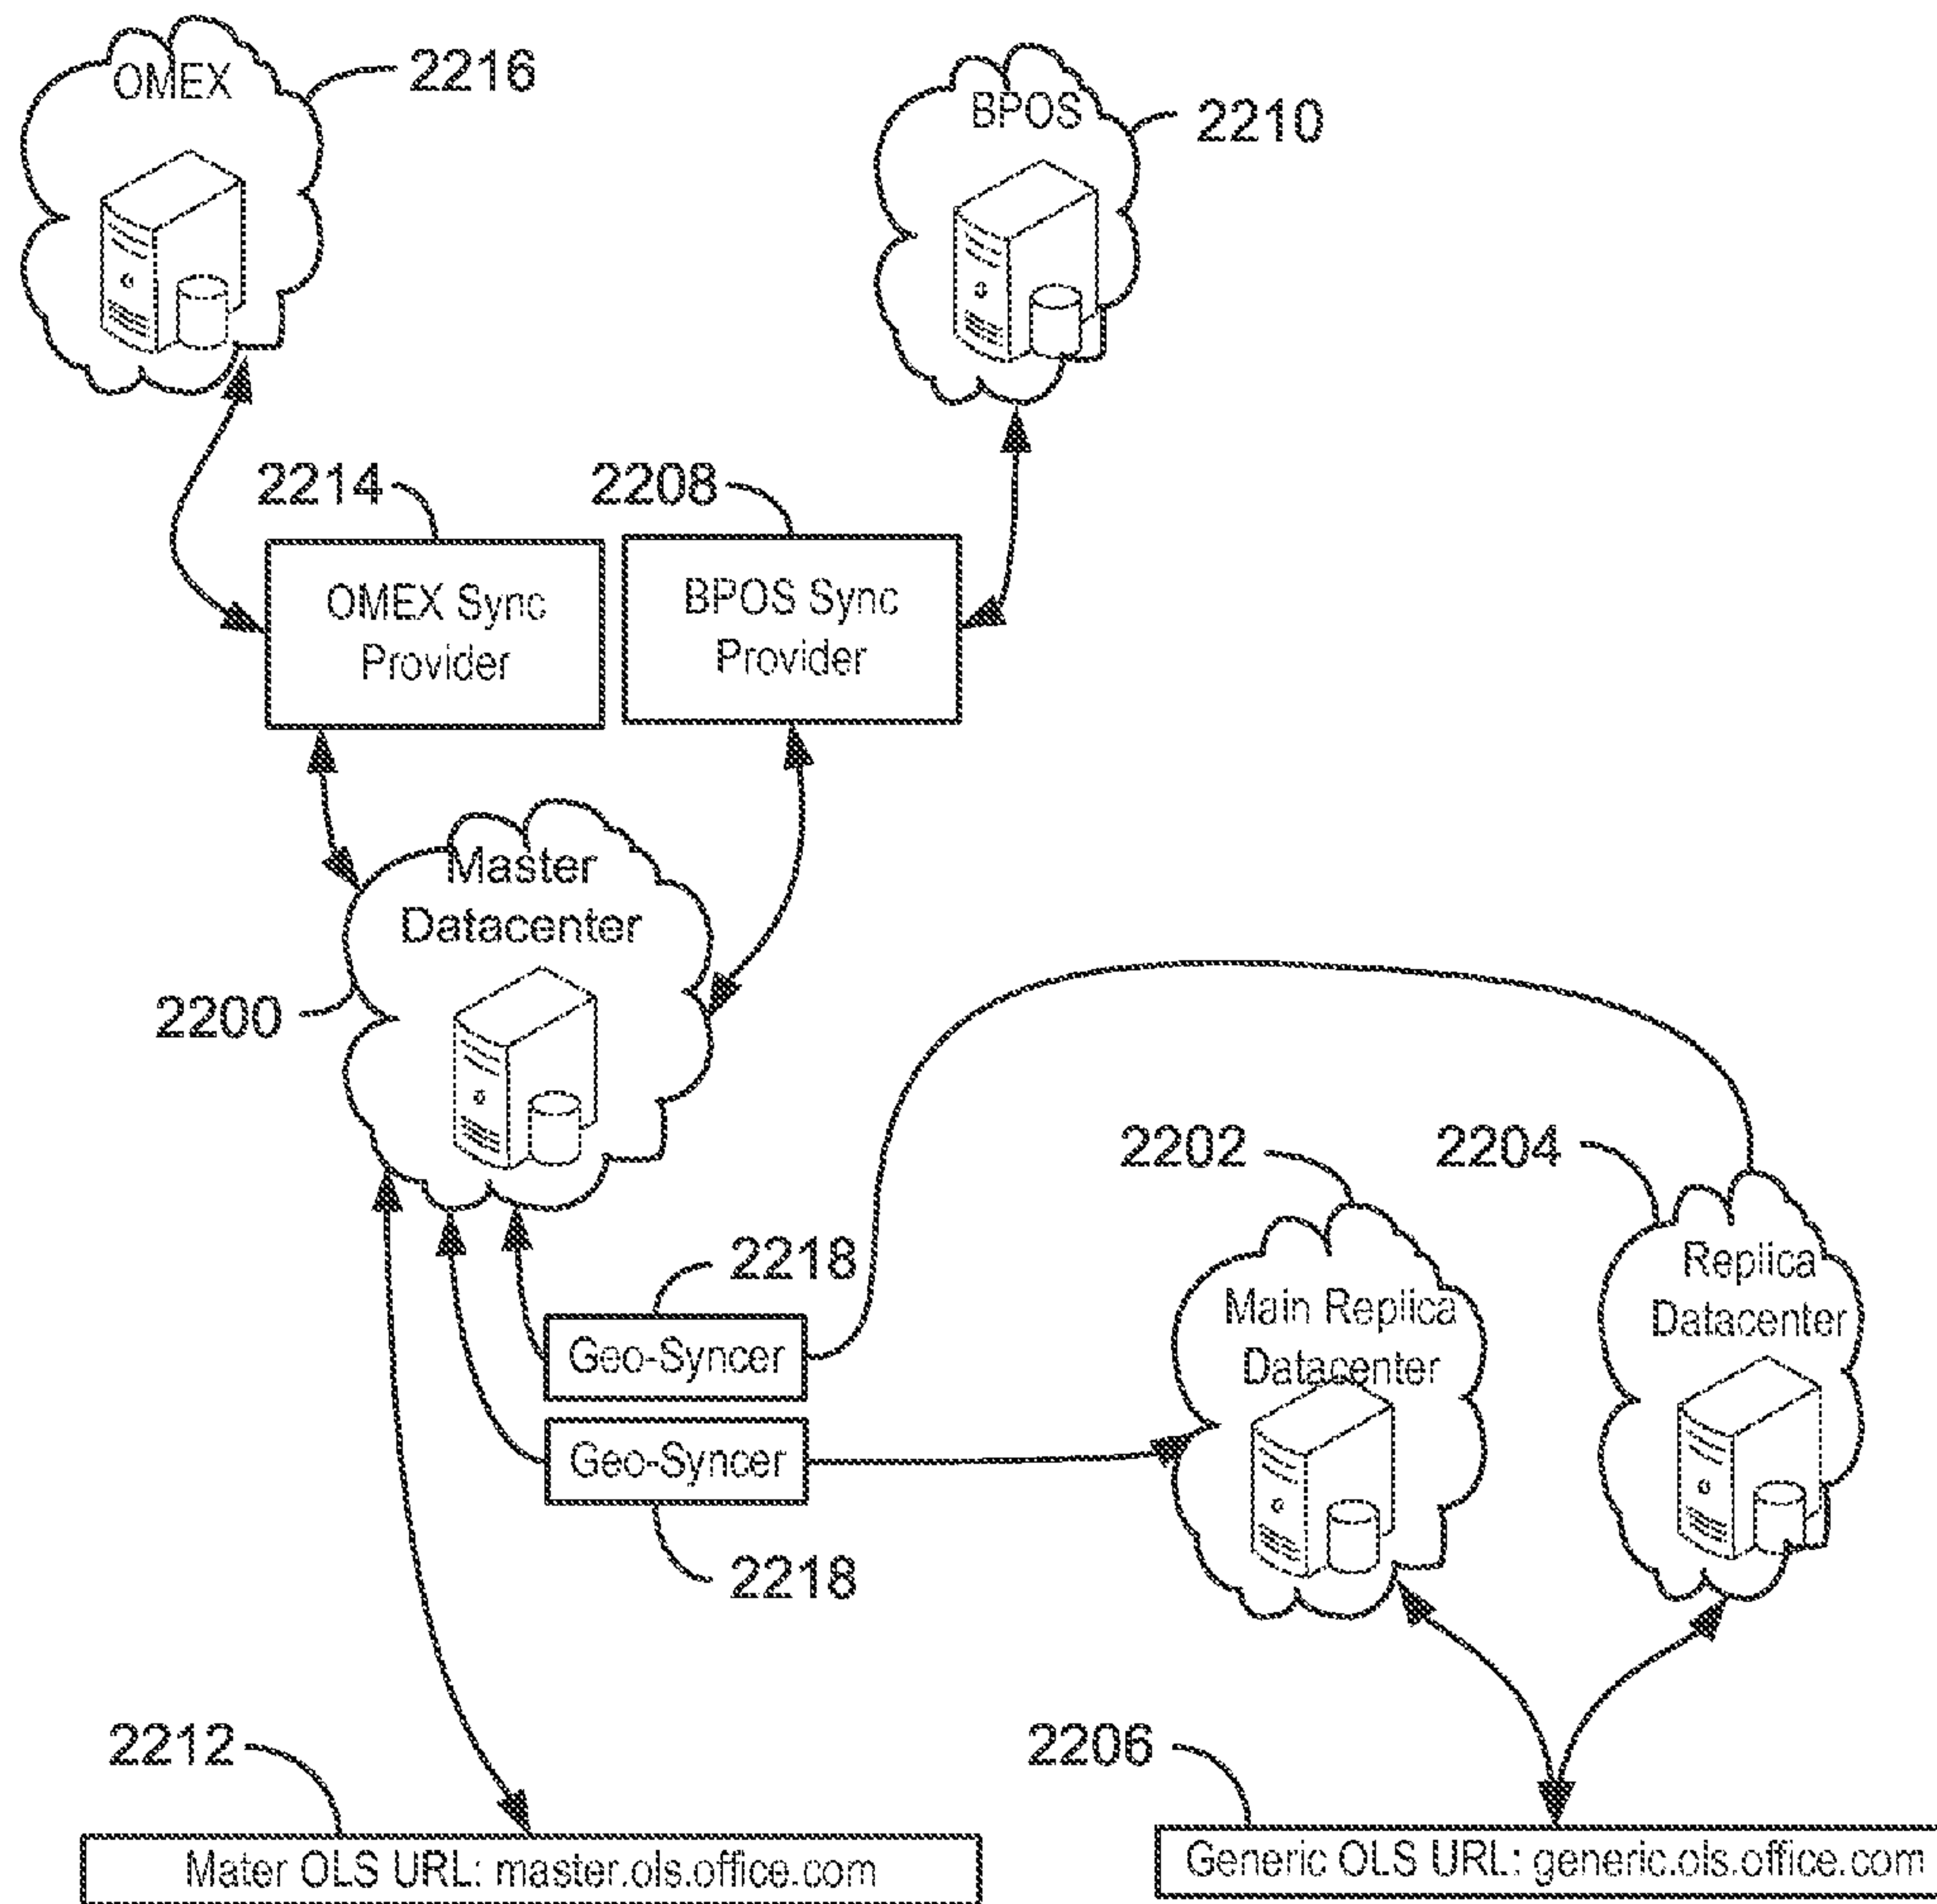 OMEX
2216
BPOS
2210
2214
2208
OMEX Sync
Provider
BPOS Sync
Provider
Master
Datacenter
2200
2202
2204
2218
Geo-Syncer
Geo-Syncer
2218
Main Replica
Datacenter
Replica
Datacenter
2212
2206
Mater OLS URL: master.ols.office.com
Generic OLS URL: generic.ols.office.com